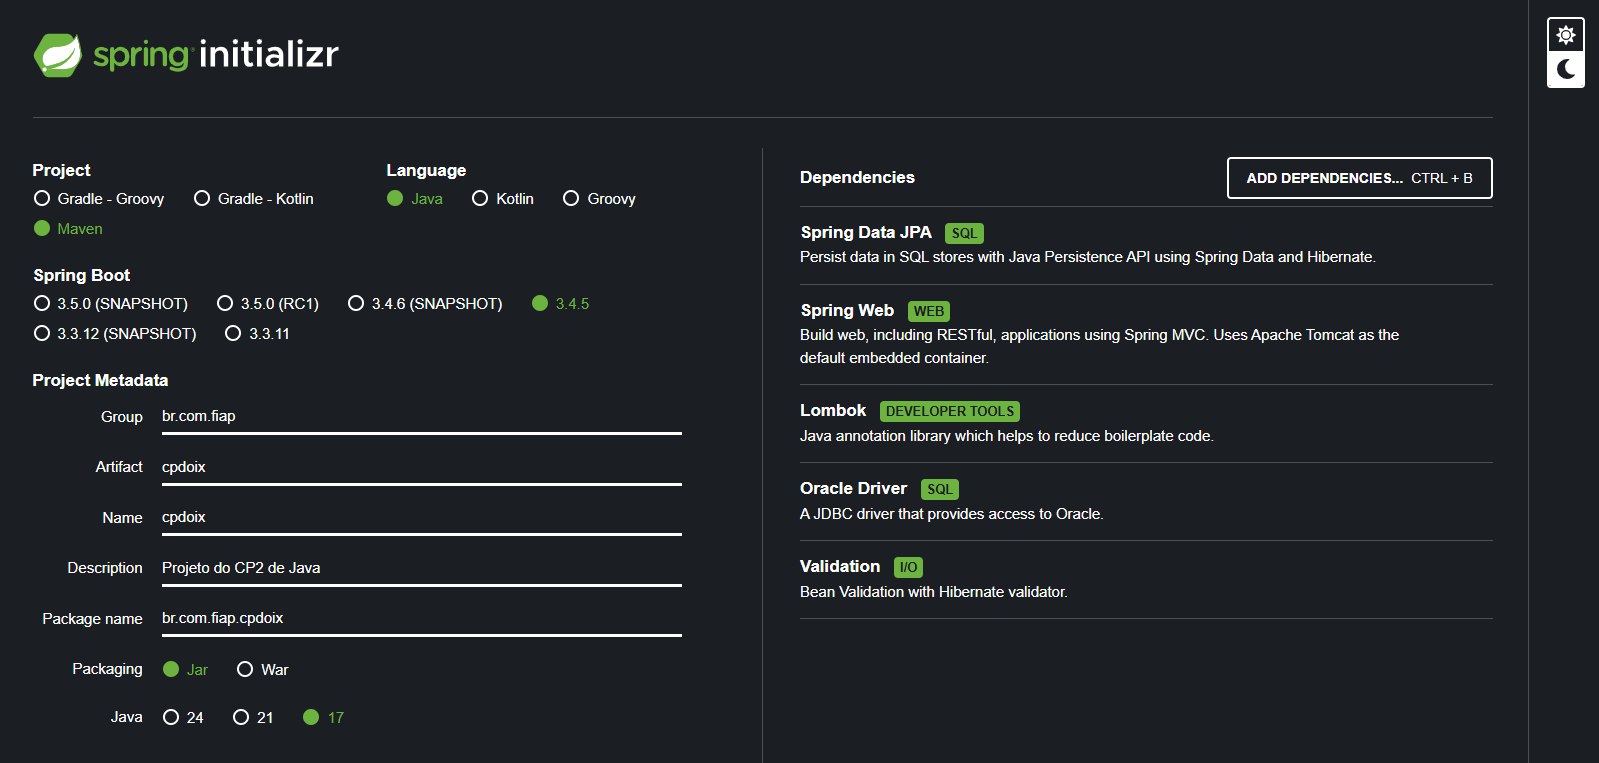 spring initializr
Project
Gradle - Groovy Gradle - Kotlin
Maven
Language
Java Kotlin Groovy
Spring Boot
3.5.0 (SNAPSHOT) 3.5.0 (RC1) 3.4.6 (SNAPSHOT) 3.4.5
3.3.12 (SNAPSHOT) 3.3.11
Project Metadata
Group br.com.fiap
Artifact cpdoix
Name cpdoix
Description Projeto do CP2 de Java
Package name br.com.fiap.cpdoix
Packaging Jar War
Java 24 21 17
Dependencies
ADD DEPENDENCIES... CTRL + B
Spring Data JPA SQL
Persist data in SQL stores with Java Persistence API using Spring Data and Hibernate.
Spring Web WEB
Build web, including RESTful, applications using Spring MVC. Uses Apache Tomcat as the
default embedded container.
Lombok DEVELOPER TOOLS
Java annotation library which helps to reduce boilerplate code.
Oracle Driver SQL
A JDBC driver that provides access to Oracle.
Validation I/O
Bean Validation with Hibernate validator.